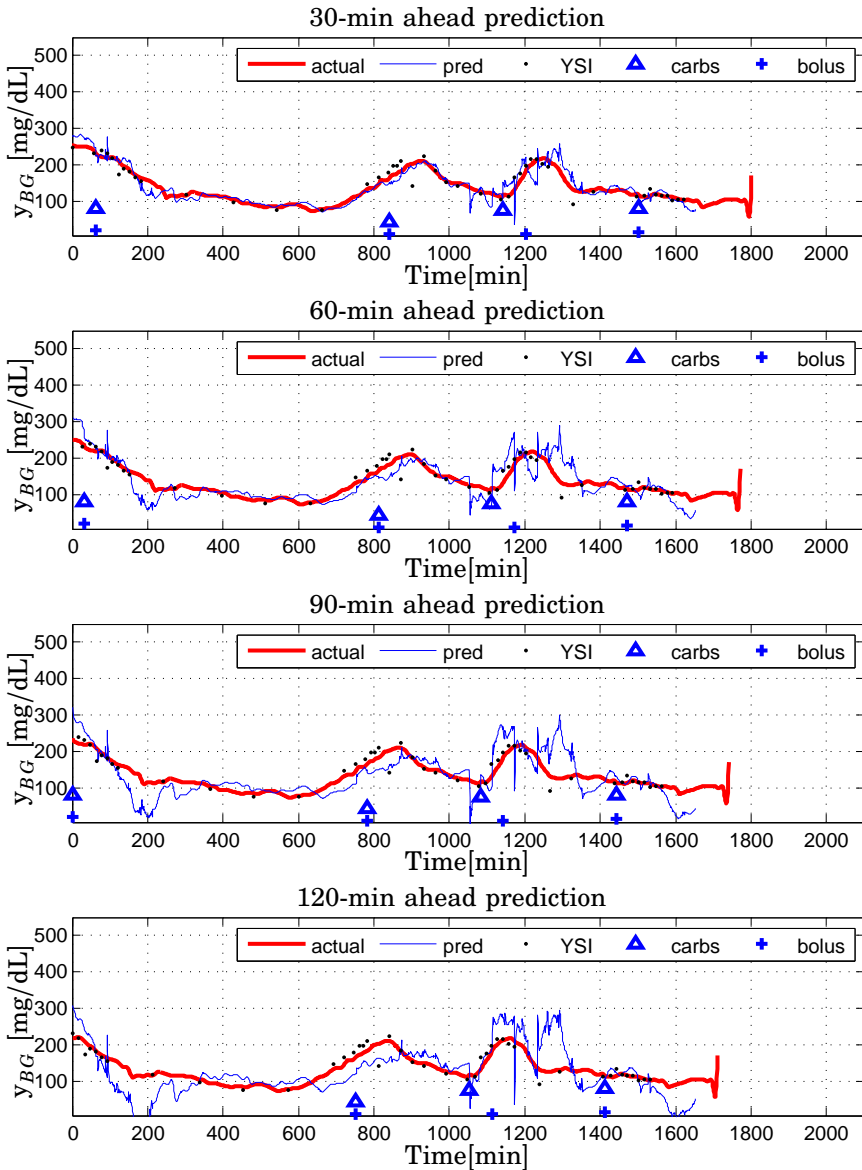 30-min ahead prediction
y_BG [mg/dL]
500
400
300
200
100
actual pred YSI carbs bolus
0 200 400 600 800 1000 1200 1400 1600 1800 2000
Time[min]
60-min ahead prediction
y_BG [mg/dL]
500
400
300
200
100
actual pred YSI carbs bolus
0 200 400 600 800 1000 1200 1400 1600 1800 2000
Time[min]
90-min ahead prediction
y_BG [mg/dL]
500
400
300
200
100
actual pred YSI carbs bolus
0 200 400 600 800 1000 1200 1400 1600 1800 2000
Time[min]
120-min ahead prediction
y_BG [mg/dL]
500
400
300
200
100
actual pred YSI carbs bolus
0 200 400 600 800 1000 1200 1400 1600 1800 2000
Time[min]